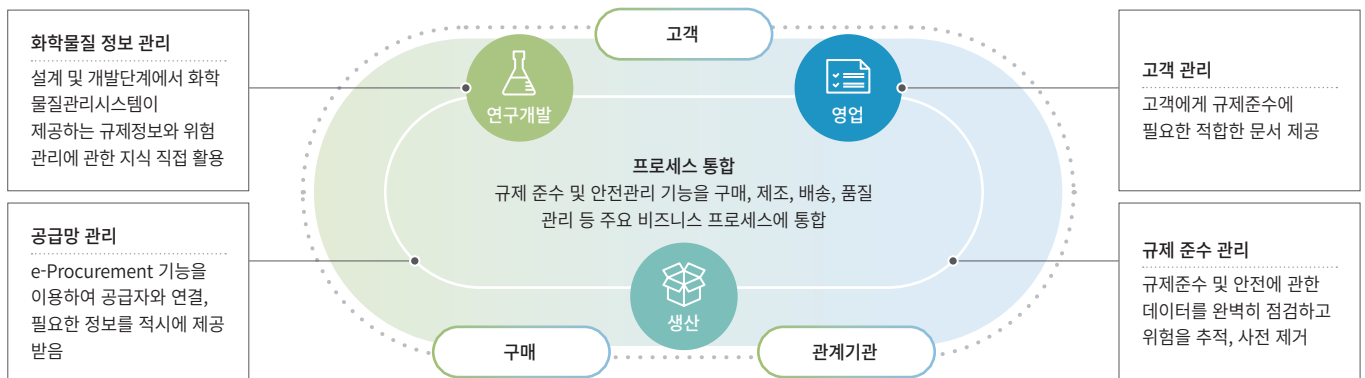 화학물질 정보 관리
설계 및 개발단계에서 화학
물질관리시스템이
제공하는 규제정보와 위험
관리에 관한 지식 직접 활용
공급망 관리
e-Procurement 기능을
이용하여 공급자와 연결,
필요한 정보를 적시에 제공
받음
고객
연구개발
영업
프로세스 통합
규제 준수 및 안전관리 기능을 구매, 제조, 배송, 품질
관리 등 주요 비즈니스 프로세스에 통합
생산
구매
관계기관
고객 관리
고객에게 규제준수에
필요한 적합한 문서 제공
규제 준수 관리
규제준수 및 안전에 관한
데이터를 완벽히 점검하고
위험을 추적, 사전 제거